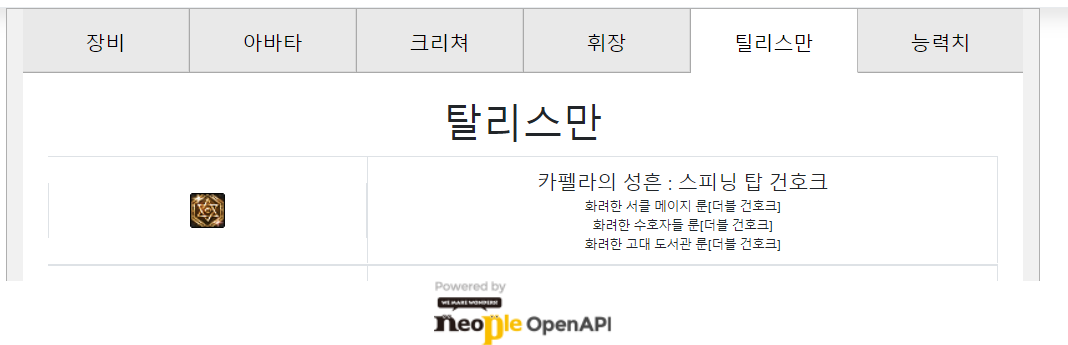 장비
아바타
크리쳐
휘장
틸리스만
능력치
탈리스만
카펠라의 성흔 : 스피닝 탑 건호크
화려한 서클 메이지 룬[더블 건호크]
화려한 수호자들 룬[더블 건호크]
화려한 고대 도서관 룬[더블 건호크]
Powered by
WE MAKE WONDERS!
neople OpenAPI